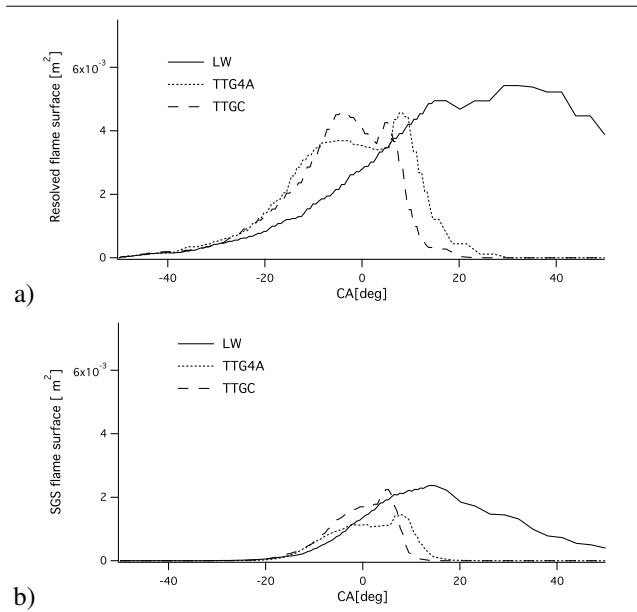 6x10⁻³
4
2
0
Resolved flame surface [m²]
LW
TTG4A
TTGC
-40
-20
0
20
40
CA[deg]
a)
6x10⁻³
4
2
0
SGS flame surface [ m²]
LW
TTG4A
TTGC
-40
-20
0
20
40
CA[deg]
b)